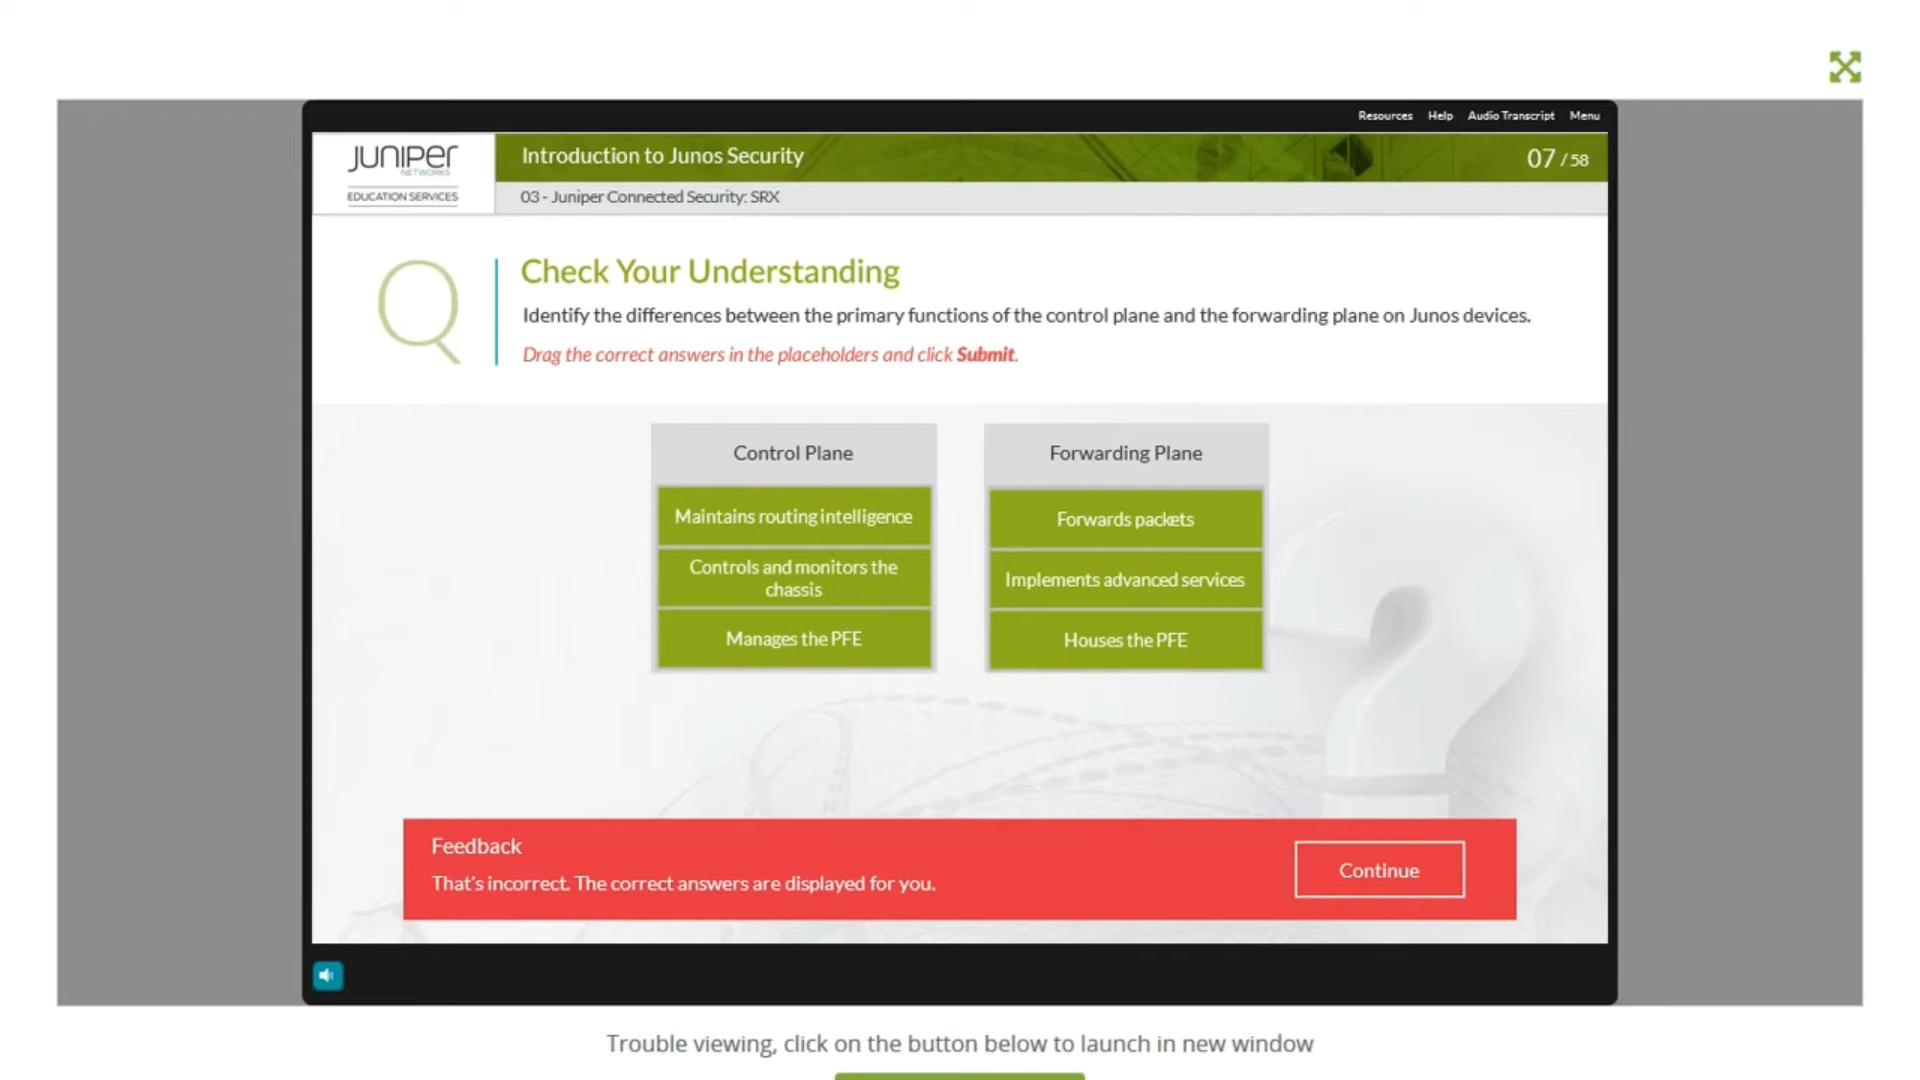 Resources Help Audio Transcript Menu
JUNIPER
NETWORKS
EDUCATION SERVICES
Introduction to Junos Security
07 / 58
03 - Juniper Connected Security: SRX
Q
Check Your Understanding
Identify the differences between the primary functions of the control plane and the forwarding plane on Junos devices.
Drag the correct answers in the placeholders and click Submit.
Control Plane
Maintains routing intelligence
Controls and monitors the
chassis
Manages the PFE
Forwarding Plane
Forwards packets
Implements advanced services
Houses the PFE
Feedback
That's incorrect. The correct answers are displayed for you.
Continue
Trouble viewing, click on the button below to launch in new window